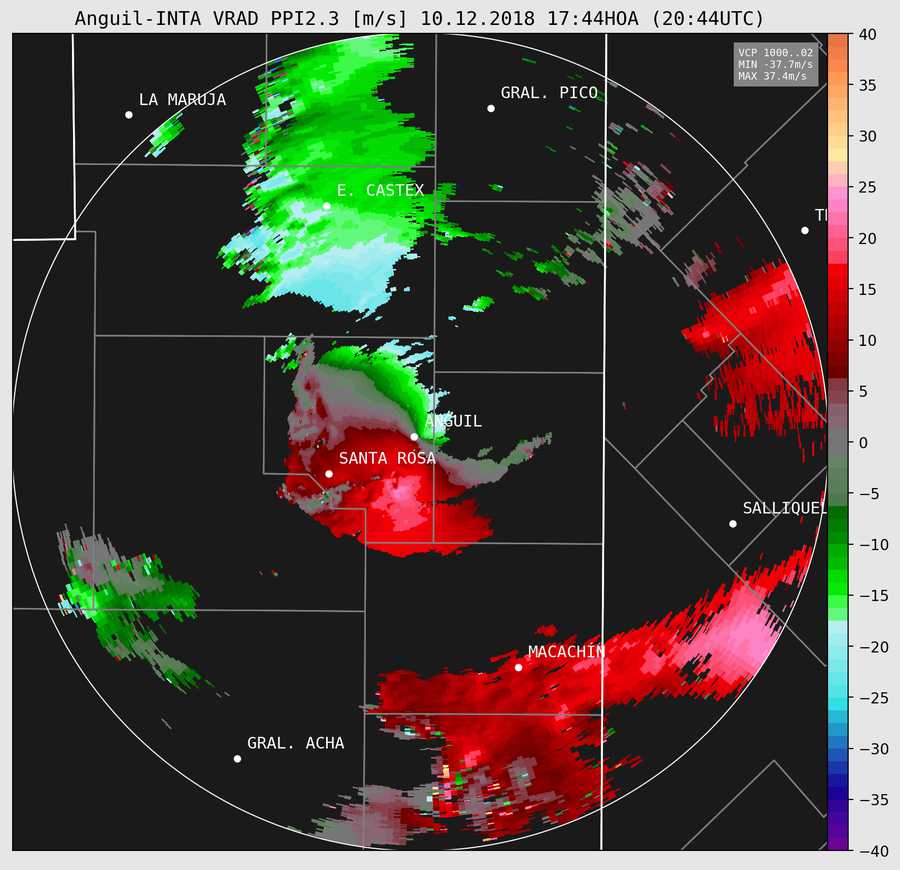 Anguil-INTA VRAD PPI2.3 [m/s] 10.12.2018 17:44HOA (20:44UTC)
VCP 1000..02
MIN -37.7m/s
MAX 37.4m/s
LA MARUJA
GRAL. PICO
E. CASTEX
ANGUIL
SANTA ROSA
SALLIQUEL
MACACHÍN
GRAL. ACHA
40
35
30
25
20
15
10
5
0
−5
−10
−15
−20
−25
−30
−35
−40